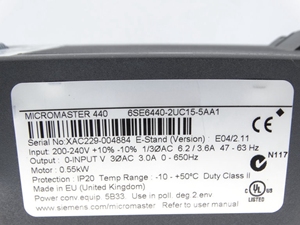 MICROMASTER 440 6SE6440-2UC15-5AA1
Serial No:XAC229-004884 E-Stand (Version) : E04/2.11
Input: 200-240V +10% -10% 1/3ØAC 6.2 / 3.6A 47 - 63 Hz
Output : 0-INPUT V 3ØAC 3.0A 0 - 650Hz
Motor : 0.55kW
Protection : IP20 Temp Range : -10 - +50°C Duty Class II
Made in EU (United Kingdom)
Power conv. equip. 5B33. Use in poll. deg 2.env
www.siemens.com/micromaster Refer to user manual
CE
N117
C UL US
LISTED